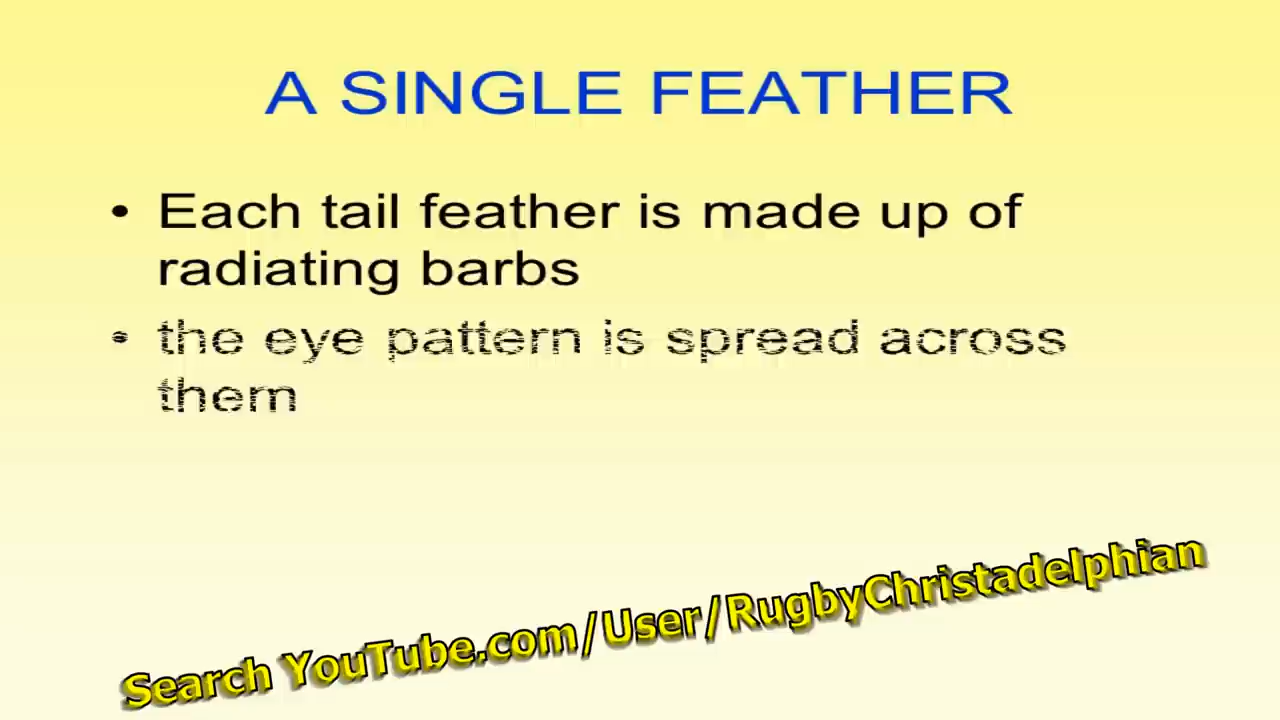 A SINGLE FEATHER
• Each tail feather is made up of
radiating barbs
• the eye pattern is spread across
them
Search YouTube.com/User/RugbyChristadelphian